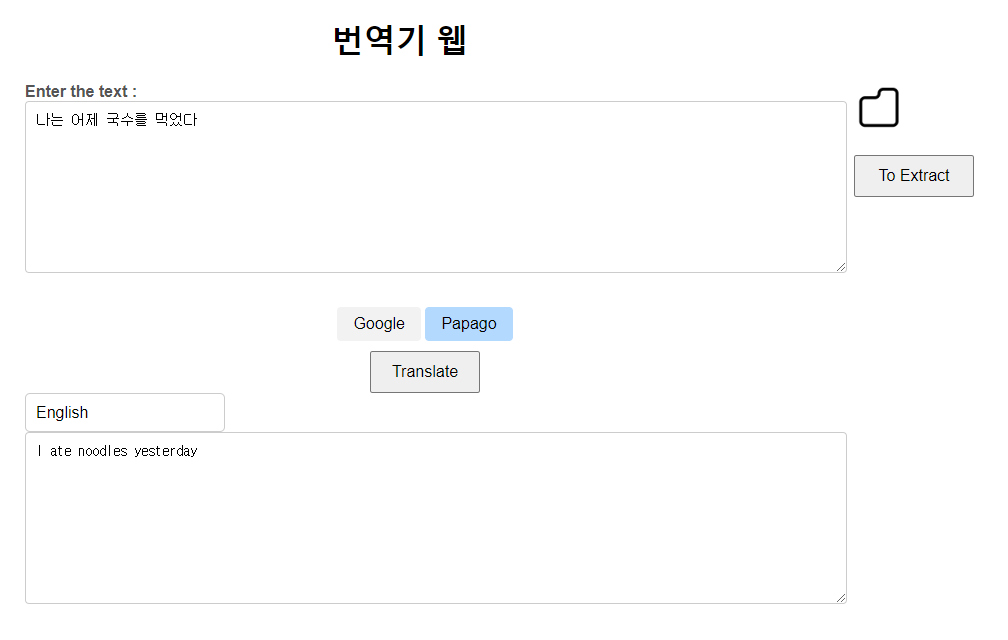 번역기 웹
Enter the text :
나는 어제 국수를 먹었다
To Extract
Google Papago
Translate
English
I ate noodles yesterday